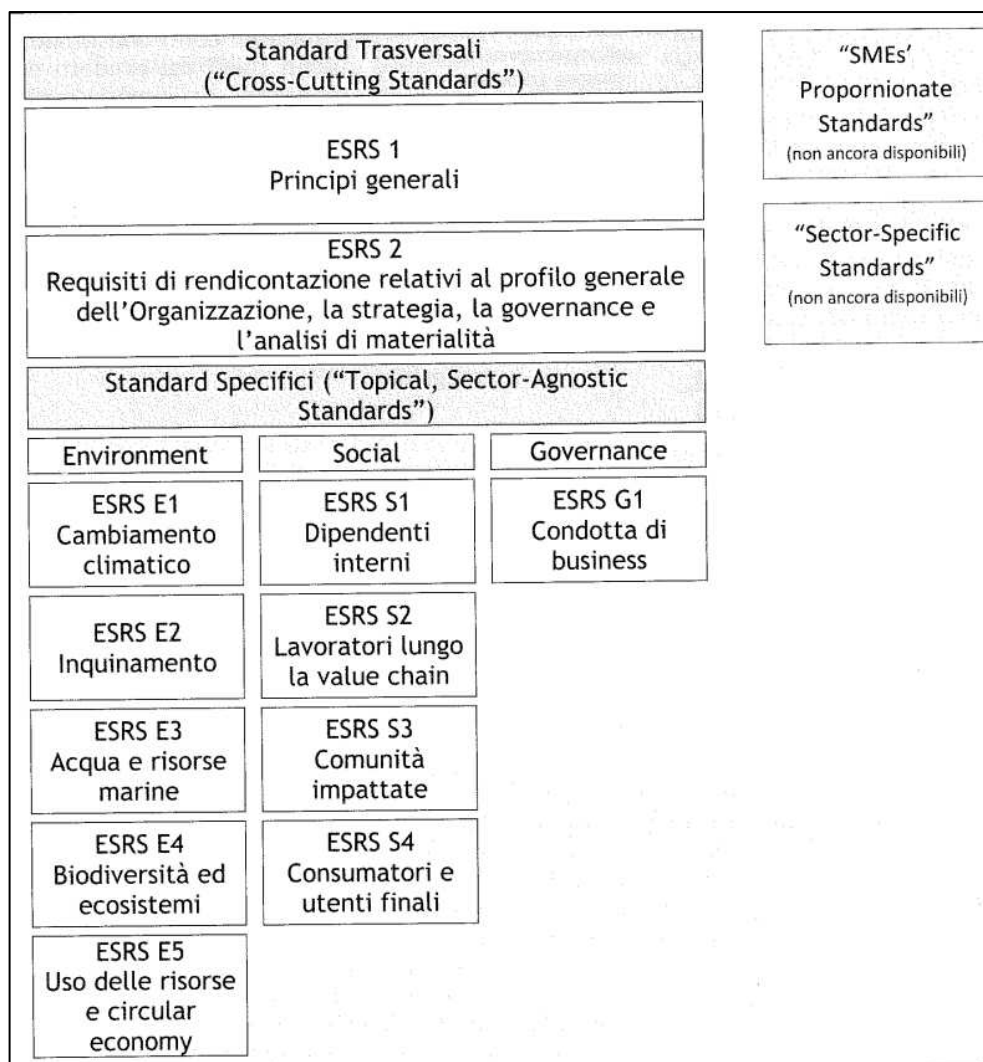 Standard Trasversali
("Cross-Cutting Standards")
ESRS 1
Principi generali
ESRS 2
Requisiti di rendicontazione relativi al profilo generale
dell'Organizzazione, la strategia, la governance e
l'analisi di materialità
Standard Specifici ("Topical, Sector-Agnostic
Standards")
Environment
Social
Governance
ESRS E1
Cambiamento
climatico
ESRS S1
Dipendenti
interni
ESRS G1
Condotta di
business
ESRS E2
Inquinamento
ESRS S2
Lavoratori lungo
la value chain
ESRS E3
Acqua e risorse
marine
ESRS S3
Comunità
impattate
ESRS E4
Biodiversità ed
ecosistemi
ESRS S4
Consumatori e
utenti finali
ESRS E5
Uso delle risorse
e circular
economy
"SMEs'
Propornionate
Standards"
(non ancora disponibili)
"Sector-Specific
Standards"
(non ancora disponibili)